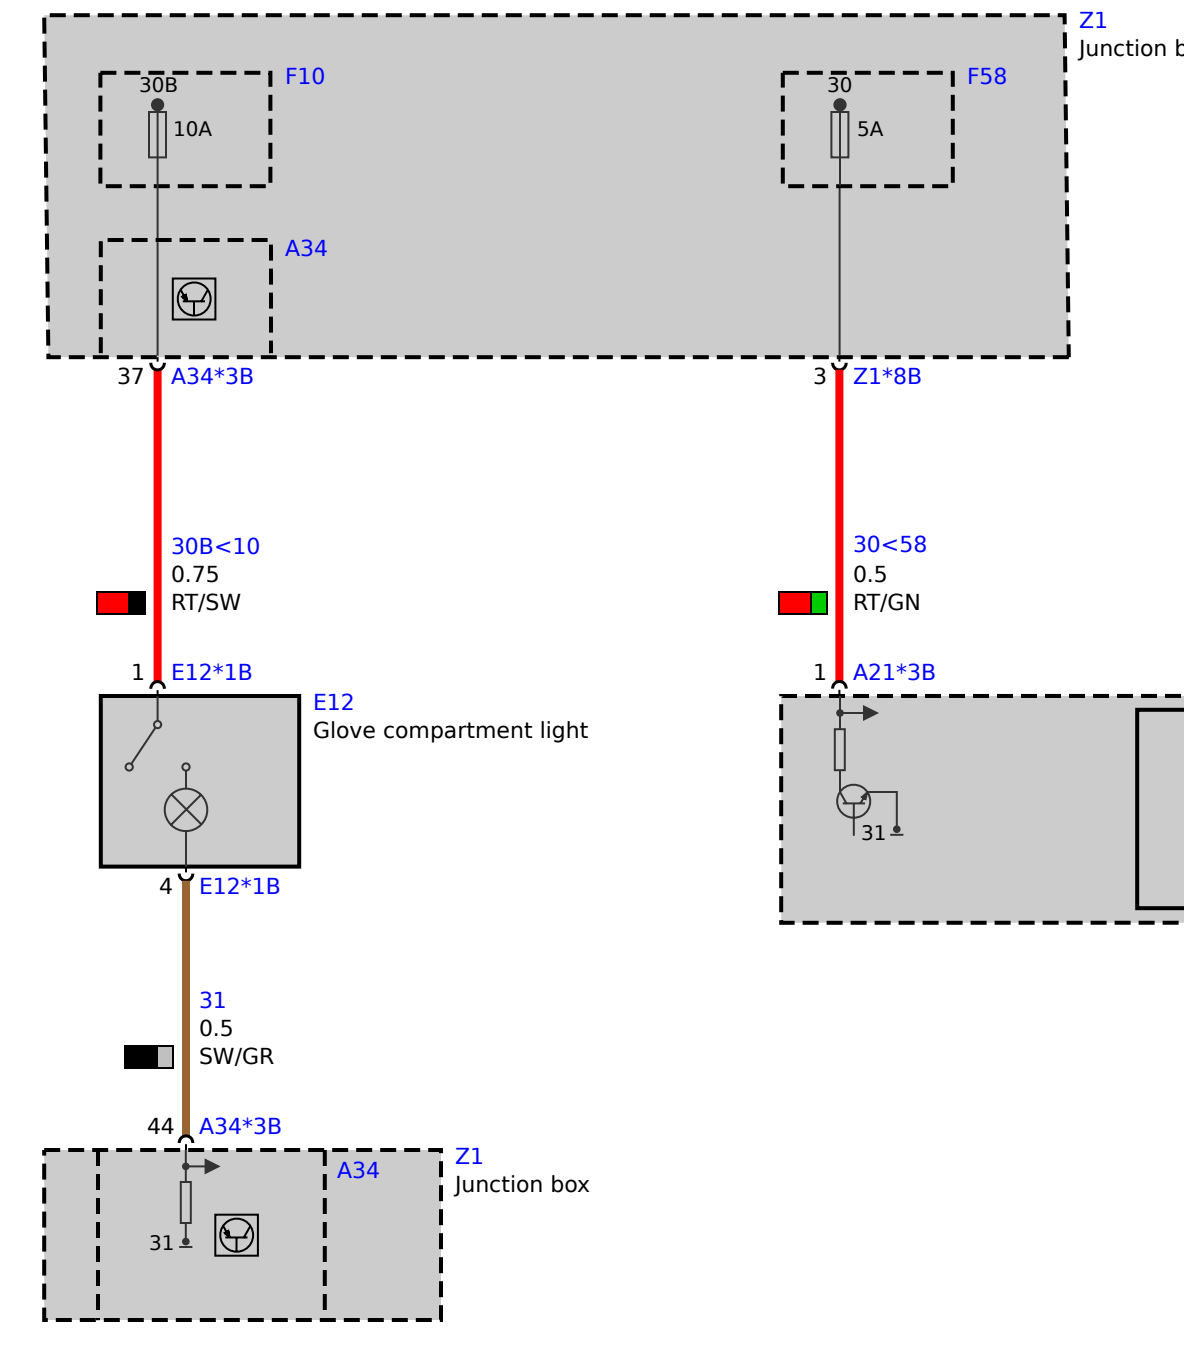 Z1
Junction b
30B
F10
10A
30
F58
5A
A34
37 A34*3B
3 Z1*8B
30B<10
0.75
RT/SW
30<58
0.5
RT/GN
1 E12*1B
1 A21*3B
E12
Glove compartment light
31
4 E12*1B
31
0.5
SW/GR
44 A34*3B
Z1
Junction box
A34
31